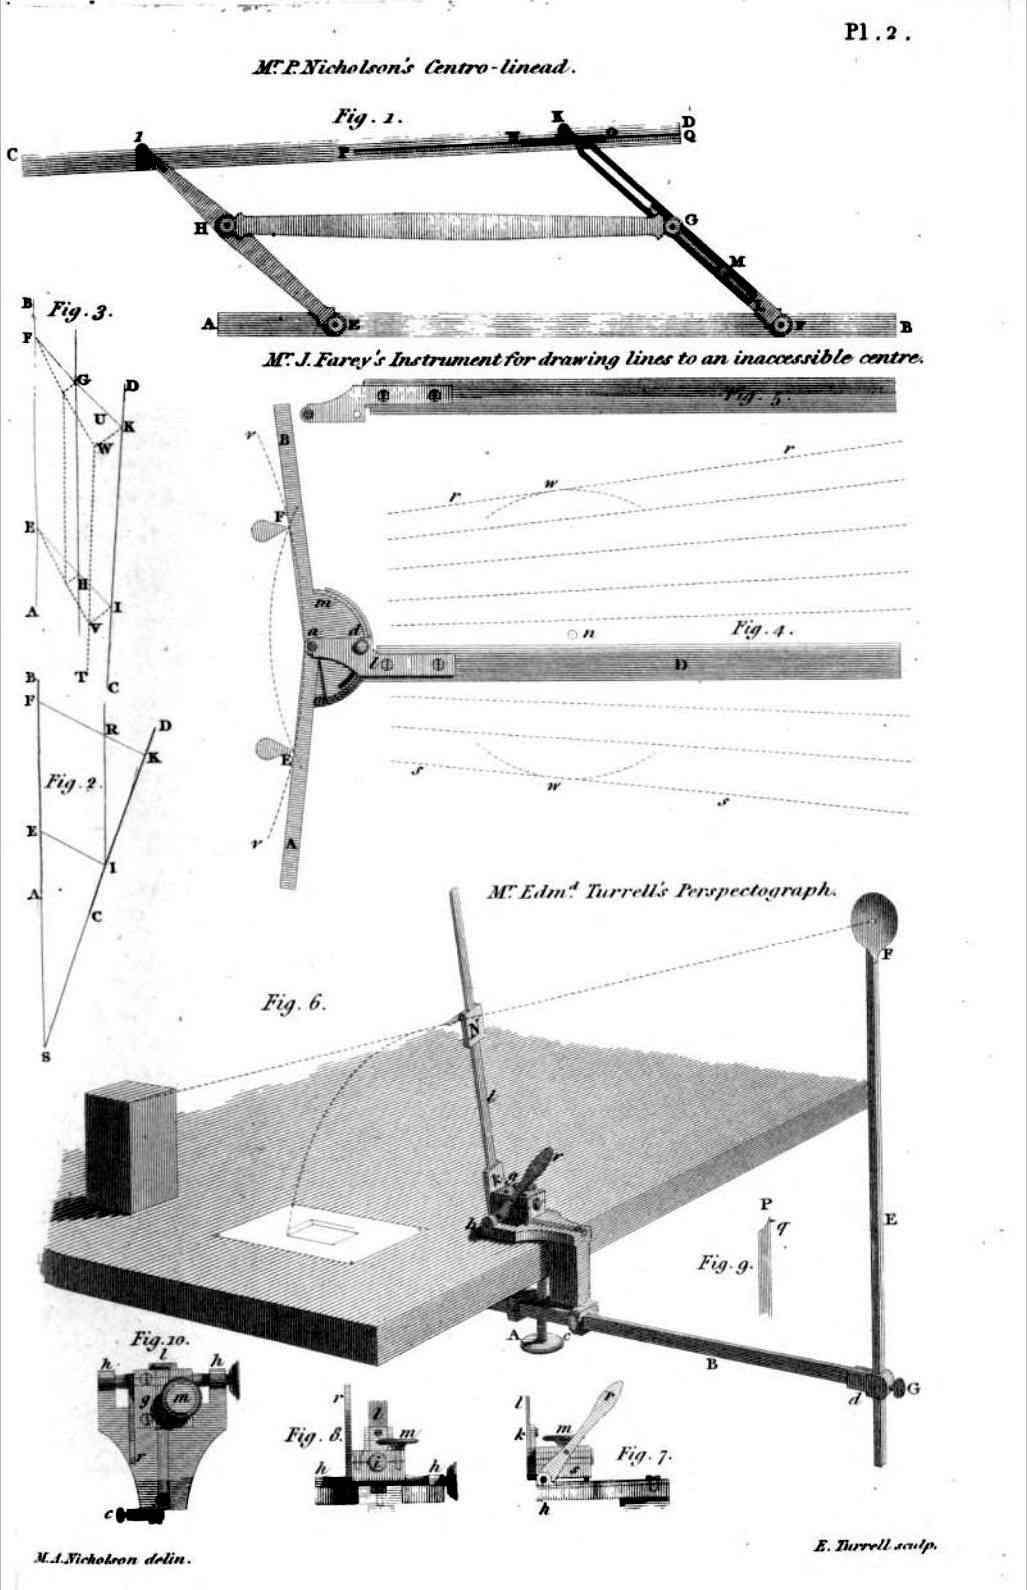 Pl. 2.
Mr. P. Nicholson's Centro-linead.
Fig. 1.
C
I
P
N
K
O
D
Q
H
G
M
L
A
E
F
B
Mr. J. Farey's Instrument for drawing lines to an inaccessible centre.
Fig. 3.
B
F
G
D
U
K
W
E
H
A
I
V
T
C
Fig. 5.
v
B
F
r
w
r
m
a
d
n
Fig. 4.
l
D
E
s
w
s
v
A
B
F
R
D
K
Fig. 2.
E
I
A
C
S
Mr. Edmd. Turrell's Perspectograph.
Fig. 6.
F
N
l
k
g
r
h
E
P
q
Fig. 9.
A
c
B
d
G
Fig. 10.
h
l
h
g
m
r
c
r
l
Fig. 8.
m
i
h
h
l
r
k
m
Fig. 7.
s
h
M.A. Nicholson delin.
E. Turrell sculp.